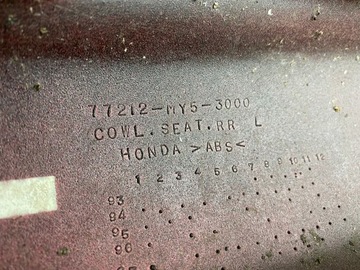 77212-MY5-3000
COWL.SEAT.RR L
HONDA >ABS<
1 2 3 4 5 6 7 8 9 10 11 12
93
94
95
96